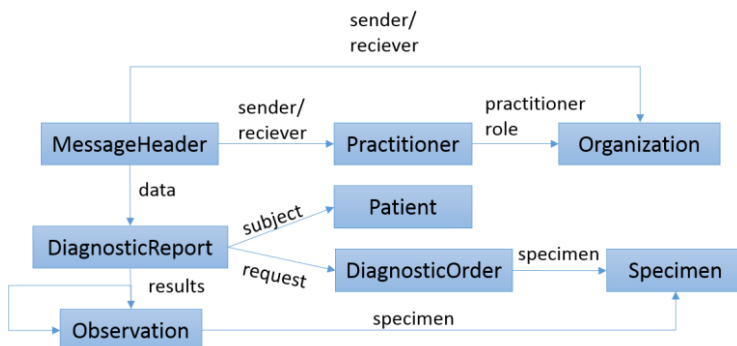 sender/
reciever
sender/
reciever
practitioner
role
MessageHeader
Practitioner
Organization
data
subject
Patient
DiagnosticReport
request
DiagnosticOrder
specimen
Specimen
results
Observation
specimen